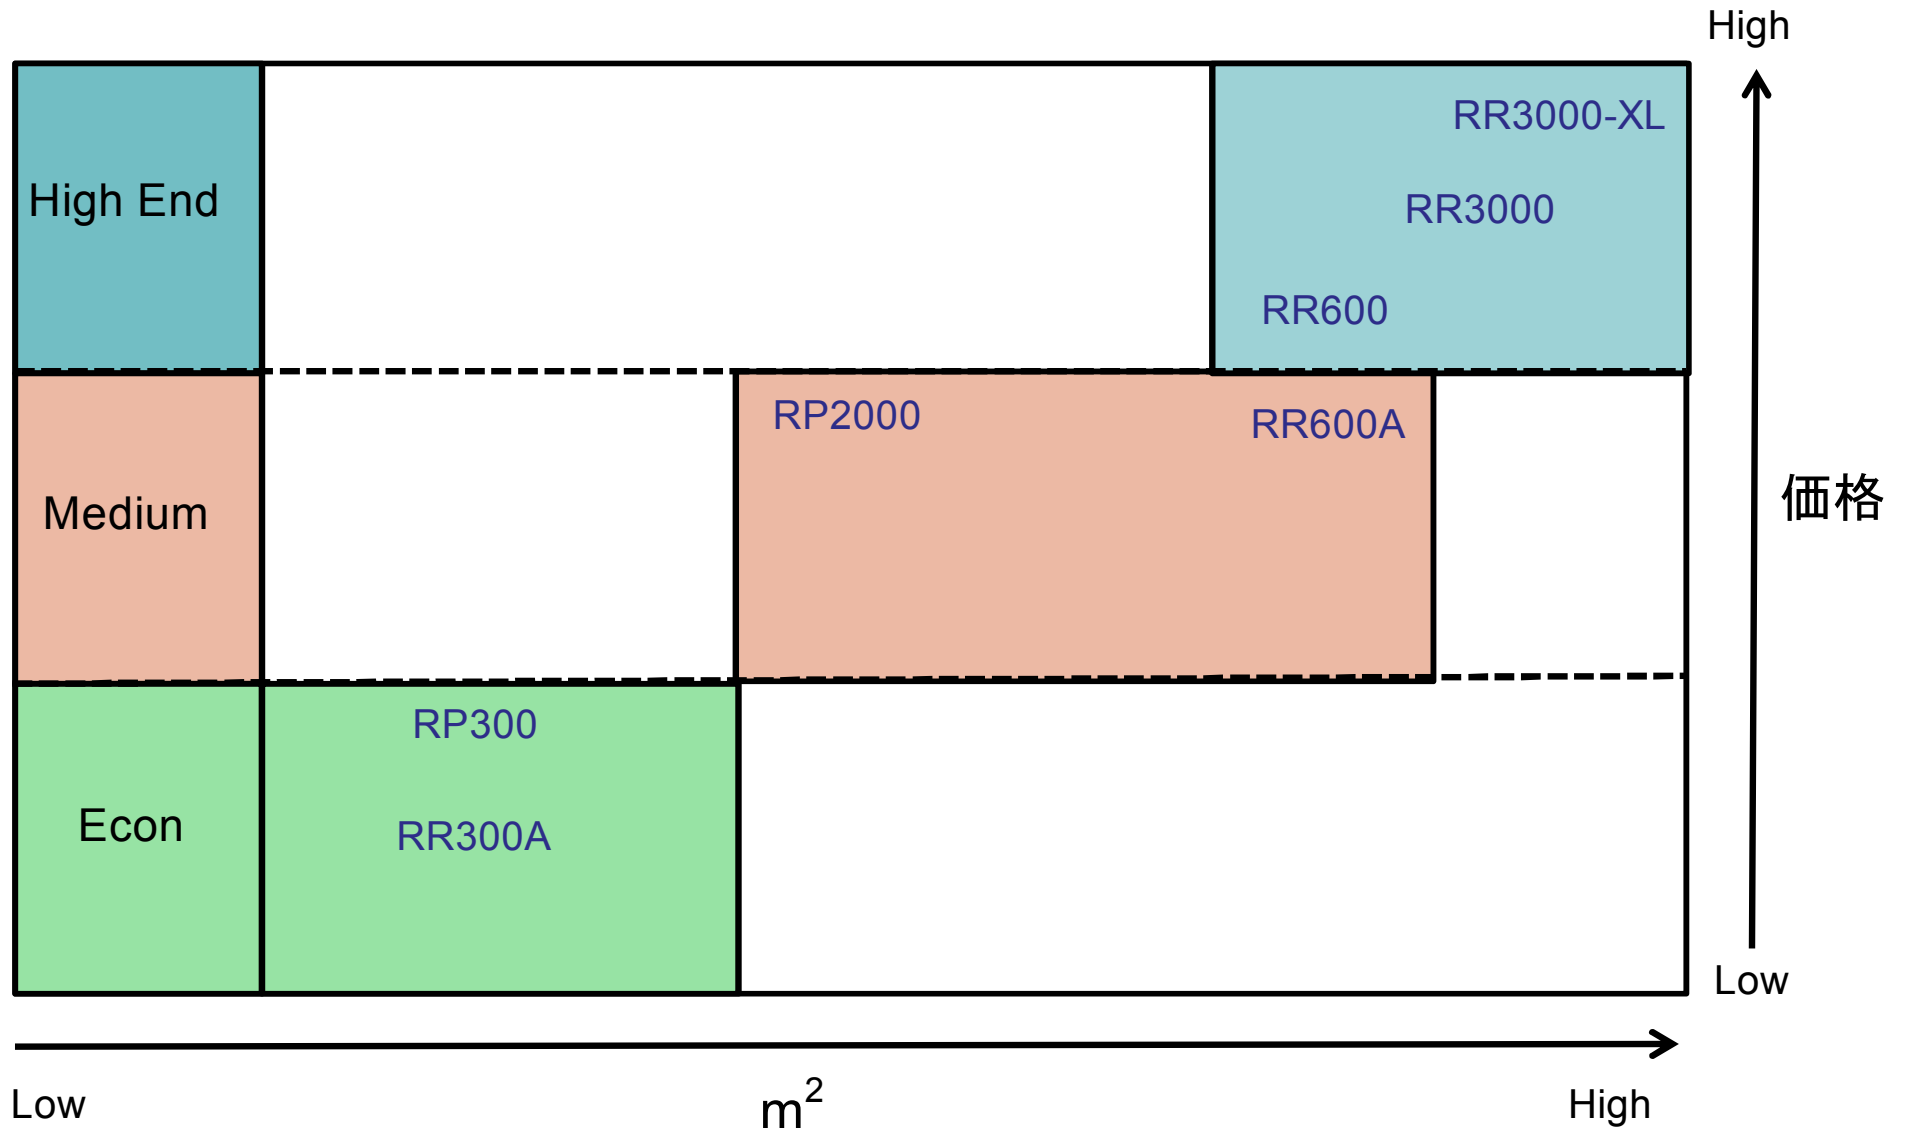 High
RR3000-XL
High End
RR3000
RR600
RP2000
RR600A
価格
Medium
RP300
Econ
RR300A
Low
Low
m²
High